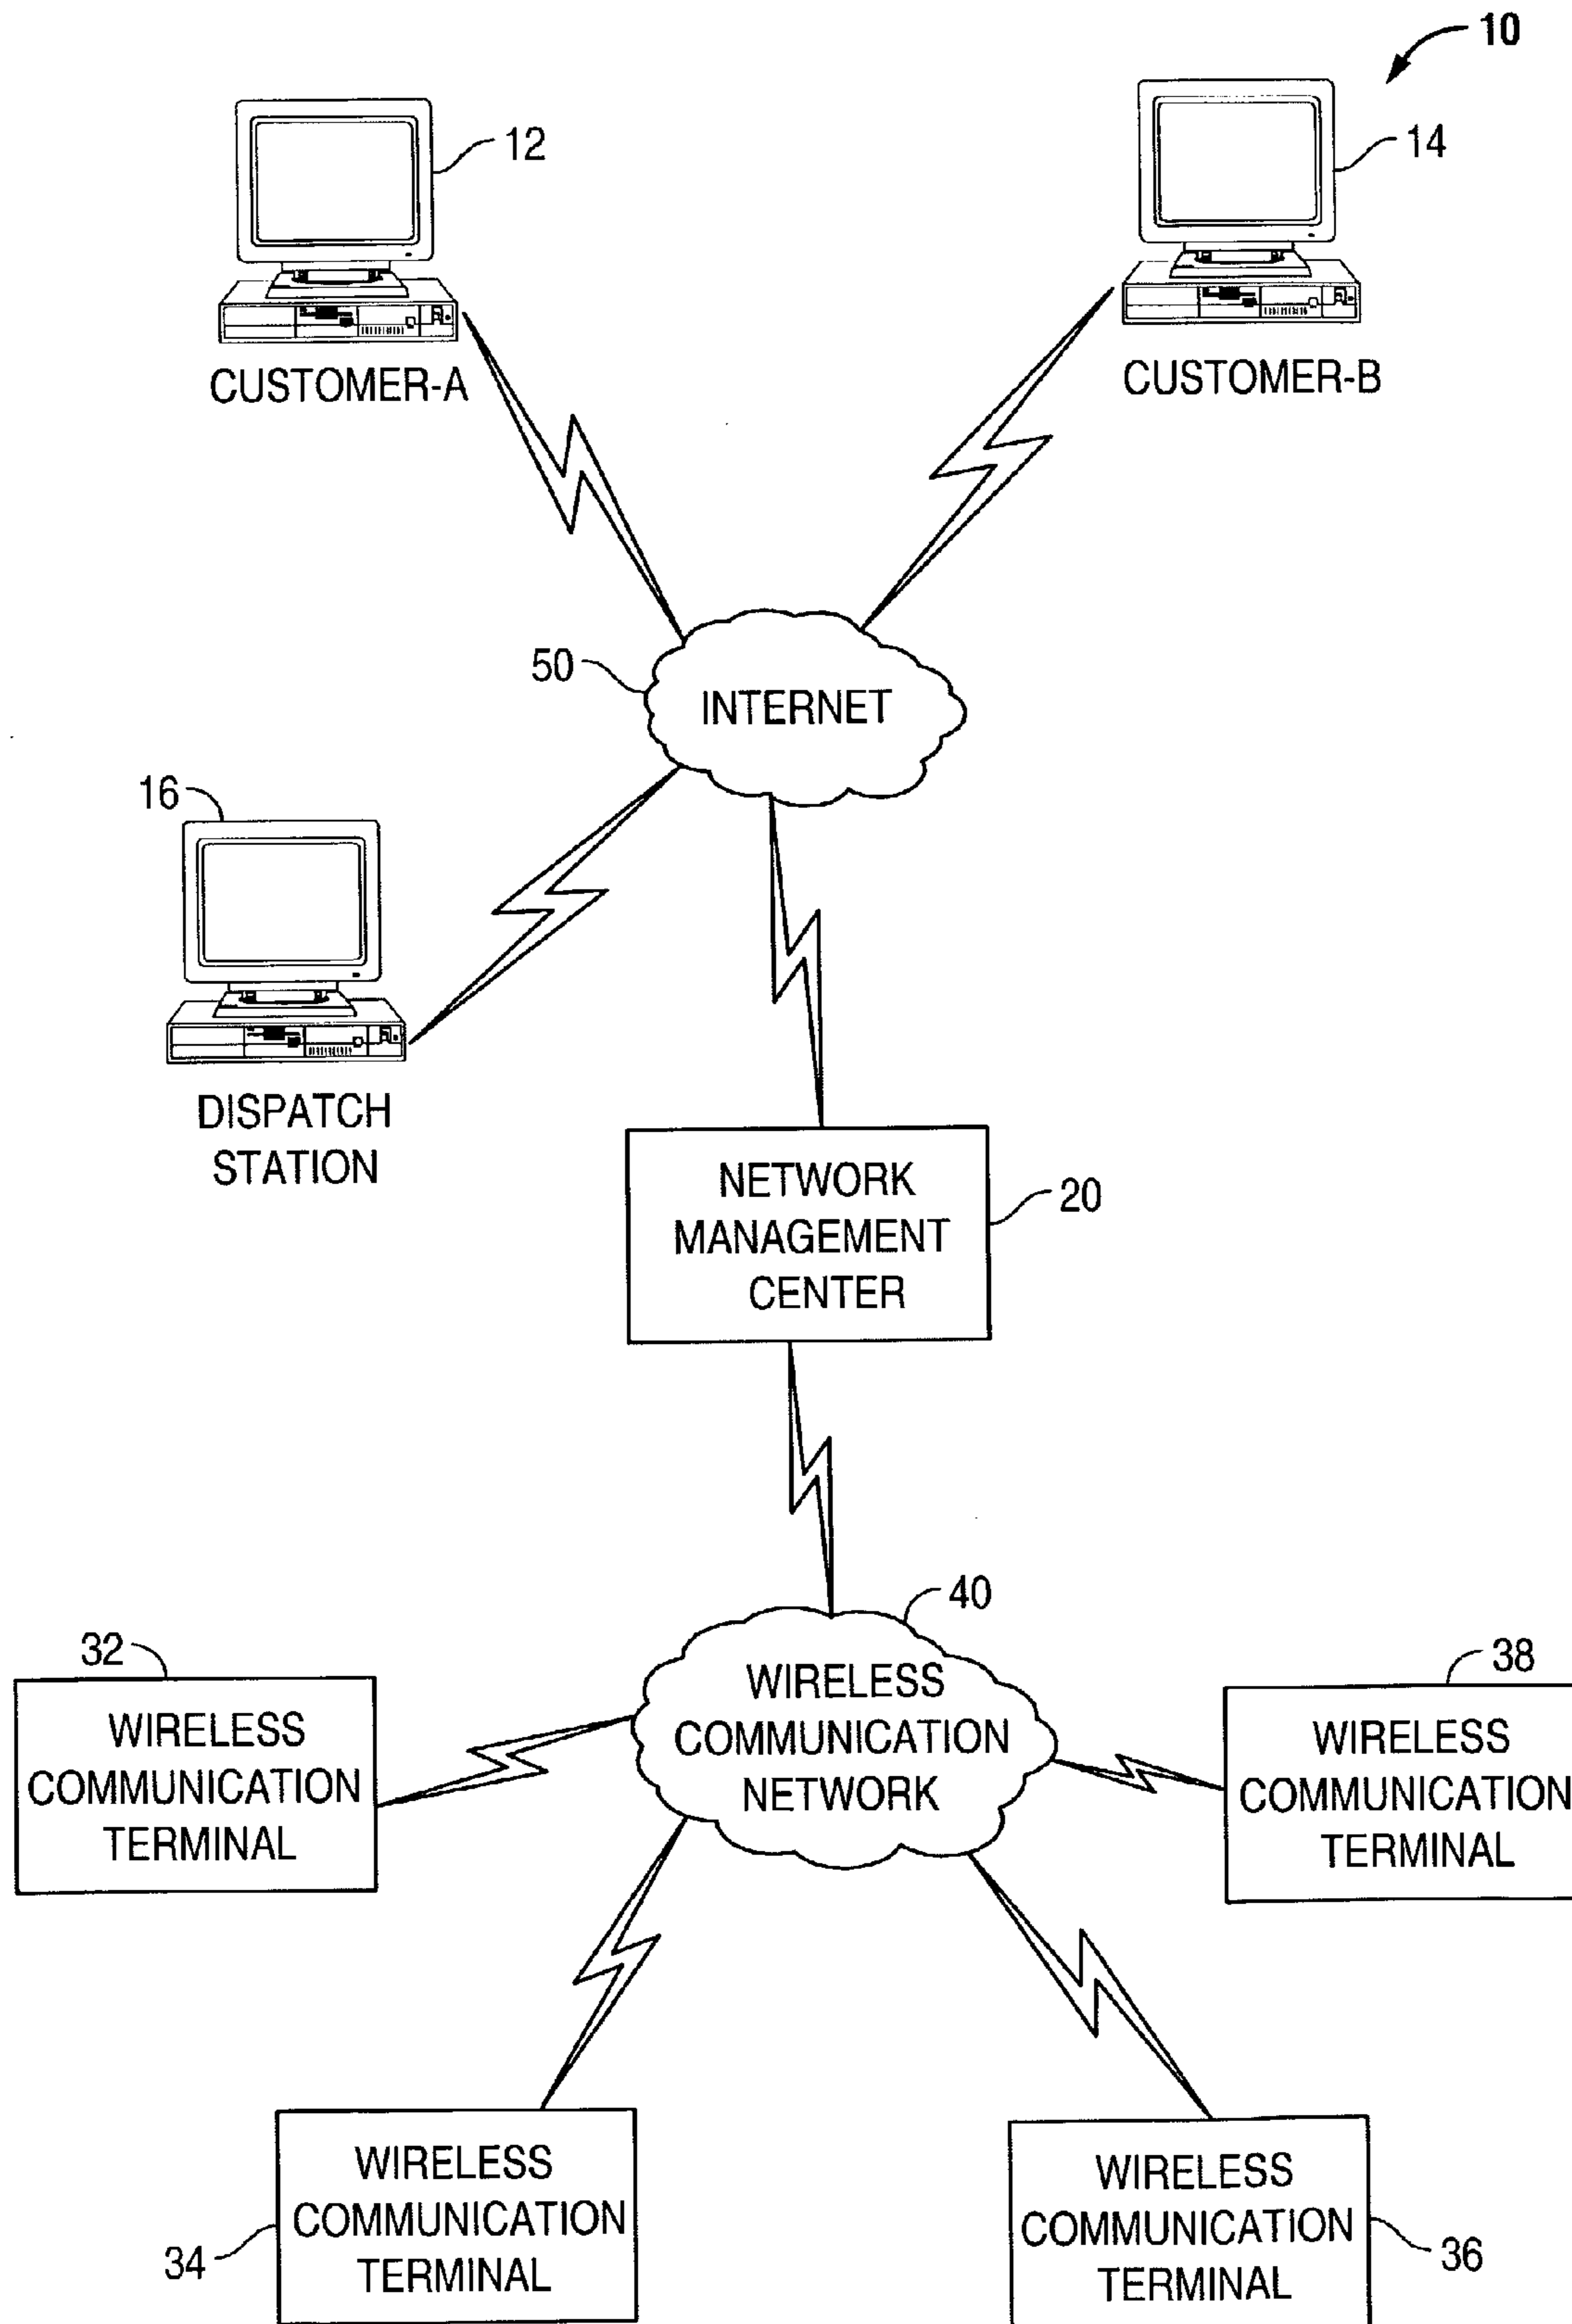 10
12
14
CUSTOMER-A
CUSTOMER-B
50
INTERNET
16
DISPATCH
STATION
NETWORK
MANAGEMENT
CENTER
20
40
32
38
WIRELESS
COMMUNICATION
NETWORK
WIRELESS
COMMUNICATION
TERMINAL
WIRELESS
COMMUNICATION
TERMINAL
WIRELESS
COMMUNICATION
TERMINAL
34
WIRELESS
COMMUNICATION
TERMINAL
36